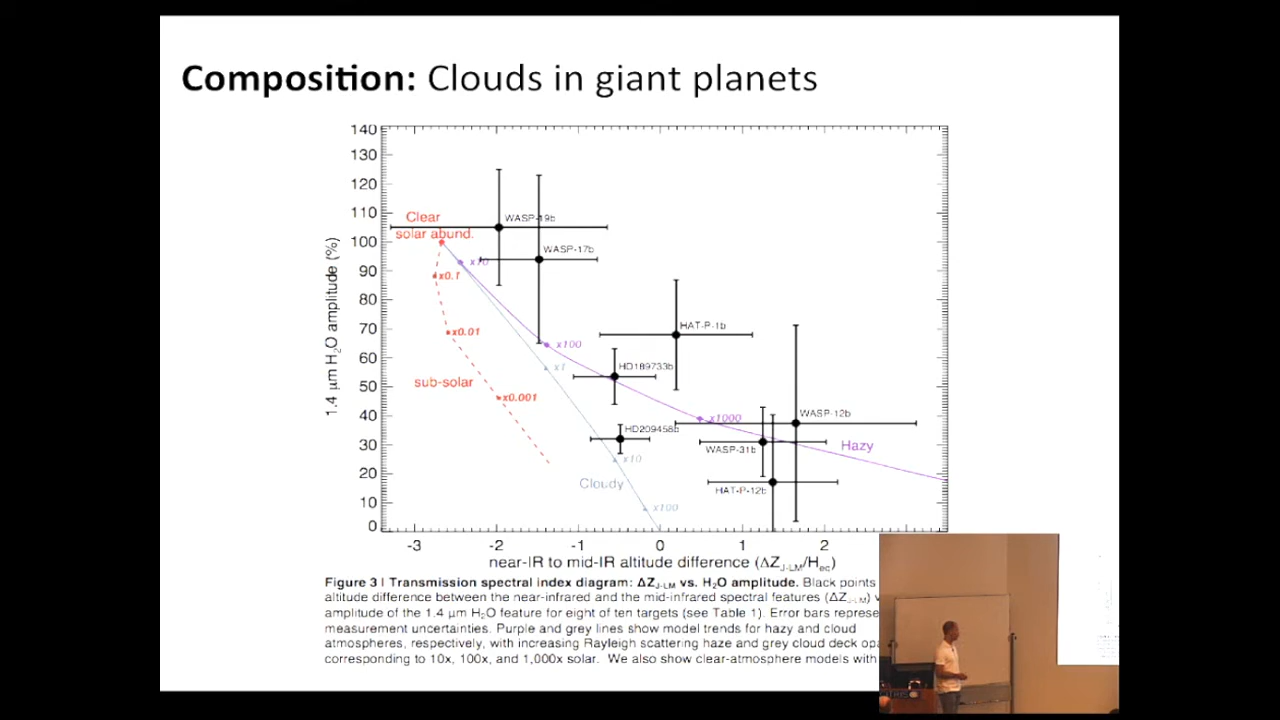 Composition: Clouds in giant planets
140
130
120
110
100
90
80
70
60
50
40
30
20
10
0
1.4 μm H2O amplitude (%)
Clear
solar abund.
WASP-19b
WASP-17b
x10
x0.1
HAT-P-1b
x0.01
x100
x1
HD189733b
sub-solar
x0.001
x1000
WASP-12b
HD209458b
WASP-31b
Hazy
x10
Cloudy
HAT-P-12b
x100
-3 -2 -1 0 1 2
near-IR to mid-IR altitude difference (ΔZJ-LM/Heq)
Figure 3 | Transmission spectral index diagram: ΔZJ-LM vs. H2O amplitude. Black points
altitude difference between the near-infrared and the mid-infrared spectral features (ΔZJ-LM)
amplitude of the 1.4 μm H2O feature for eight of ten targets (see Table 1). Error bars represe
measurement uncertainties. Purple and grey lines show model trends for hazy and cloud
atmospheres, respectively, with increasing Rayleigh scattering haze and grey cloud deck opa
corresponding to 10x, 100x, and 1,000x solar. We also show clear-atmosphere models with